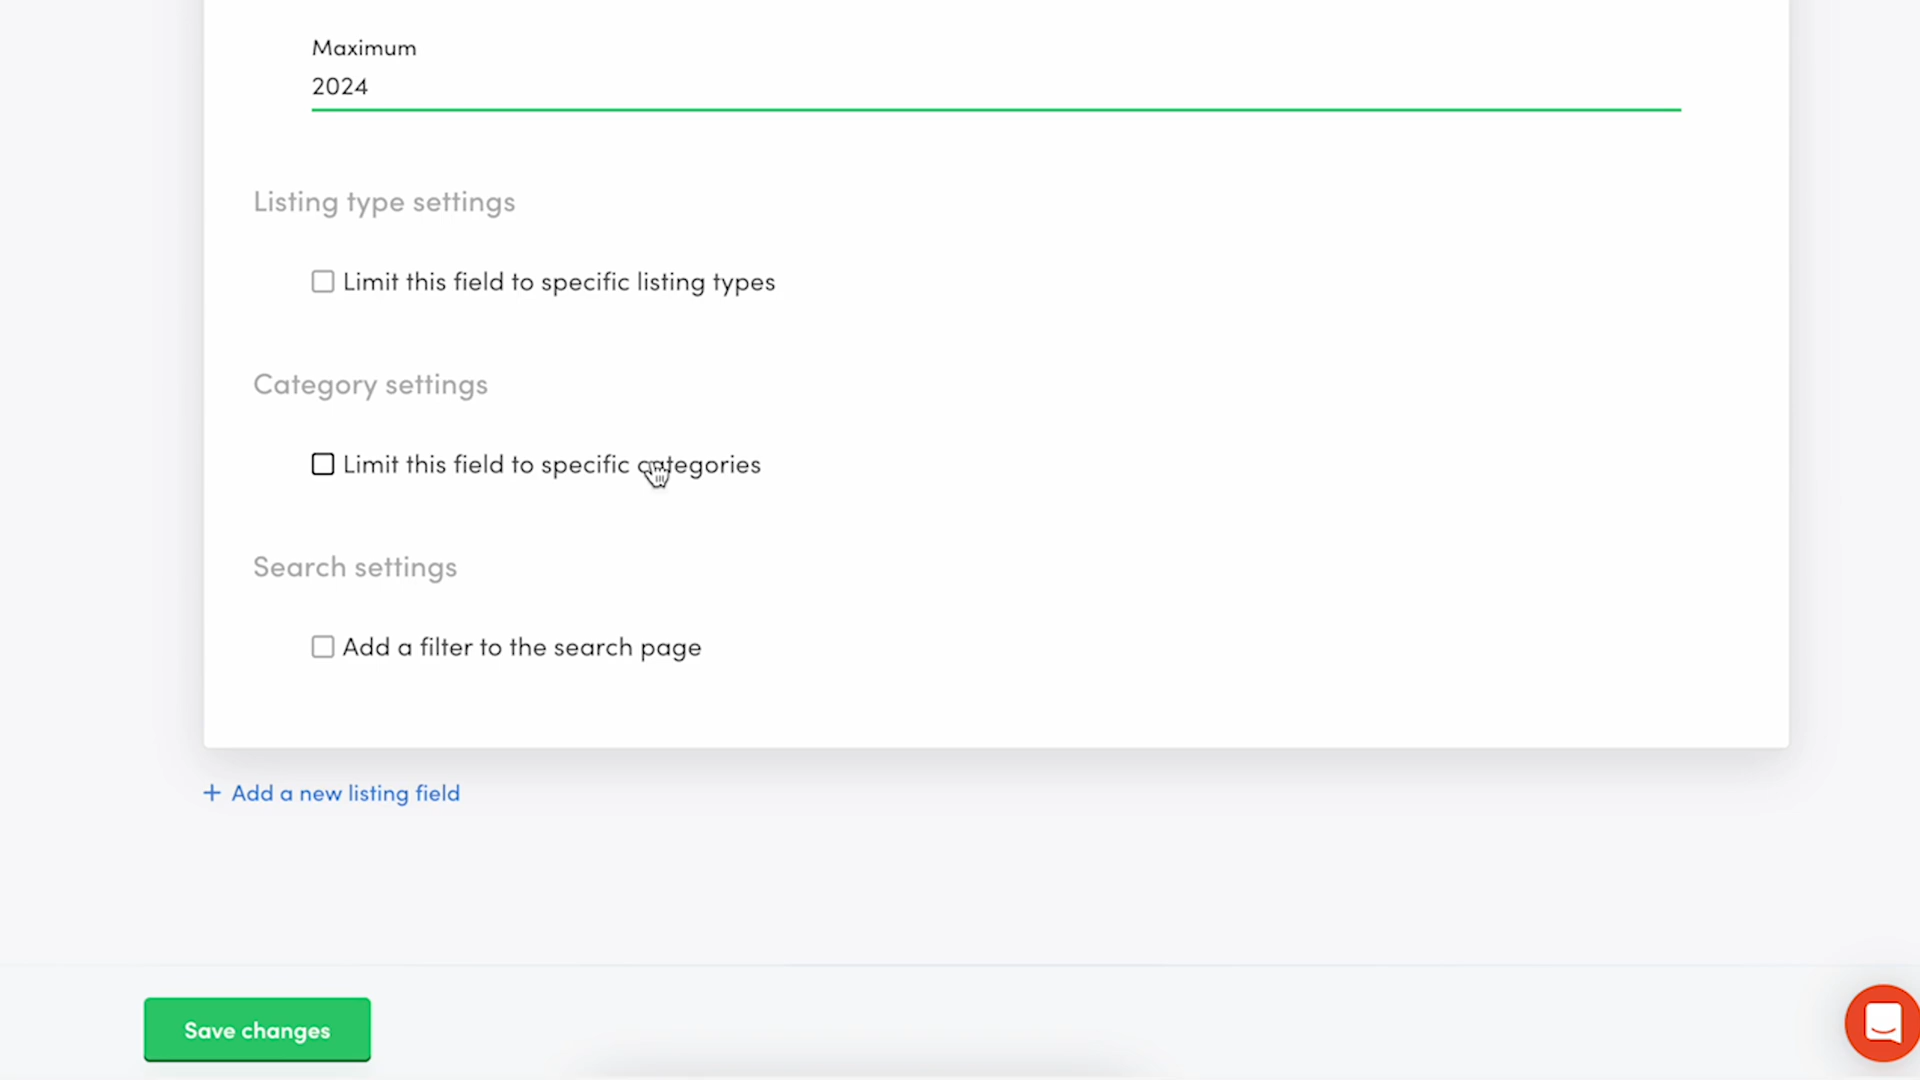 Maximum
2024
Listing type settings
Limit this field to specific listing types
Category settings
Limit this field to specific categories
Search settings
Add a filter to the search page
+ Add a new listing field
Save changes